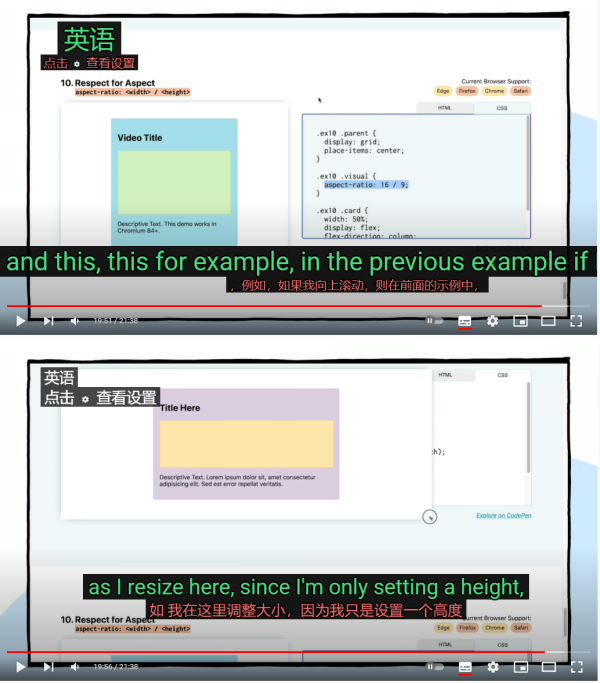 英语
点击 查看设置
10. Respect for Aspect
aspect-ratio: <width> / <height>
Current Browser Support:
Edge Firefox Chrome Safari
HTML CSS
Video Title
Descriptive Text. This demo works in
Chromium 84+.
.ex10 .parent {
display: grid;
place-items: center;
}
.ex10 .visual {
aspect-ratio: 16 / 9;
}
.ex10 .card {
width: 50%;
display: flex;
flex-direction: column;
and this, this for example, in the previous example if
，例如，如果我向上滚动，则在前面的示例中，
19:51 / 21:38
英语
点击 查看设置
HTML CSS
Title Here
Descriptive Text. Lorem ipsum dolor sit, amet consectetur
adipisicing elit. Sed est error repellat veritatis.
h);
Explore on CodePen
as I resize here, since I'm only setting a height,
如 我在这里调整大小，因为我只是设置一个高度
10. Respect for Aspect
aspect-ratio: <width> / <height>
Current Browser Support:
Edge Firefox Chrome Safari
HTML CSS
19:56 / 21:38